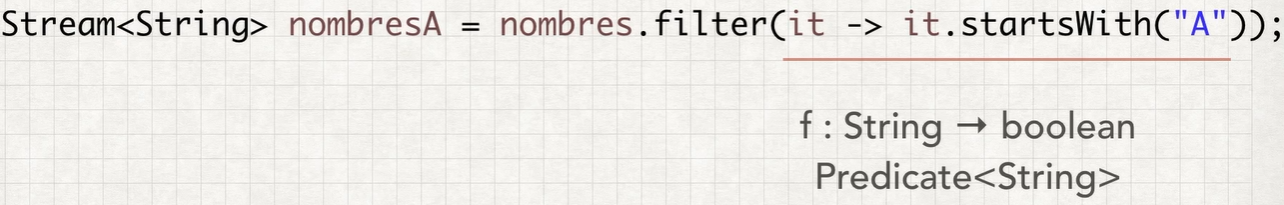 Stream<String> nombresA = nombres.filter(it -> it.startsWith("A"));
f : String → boolean
Predicate<String>